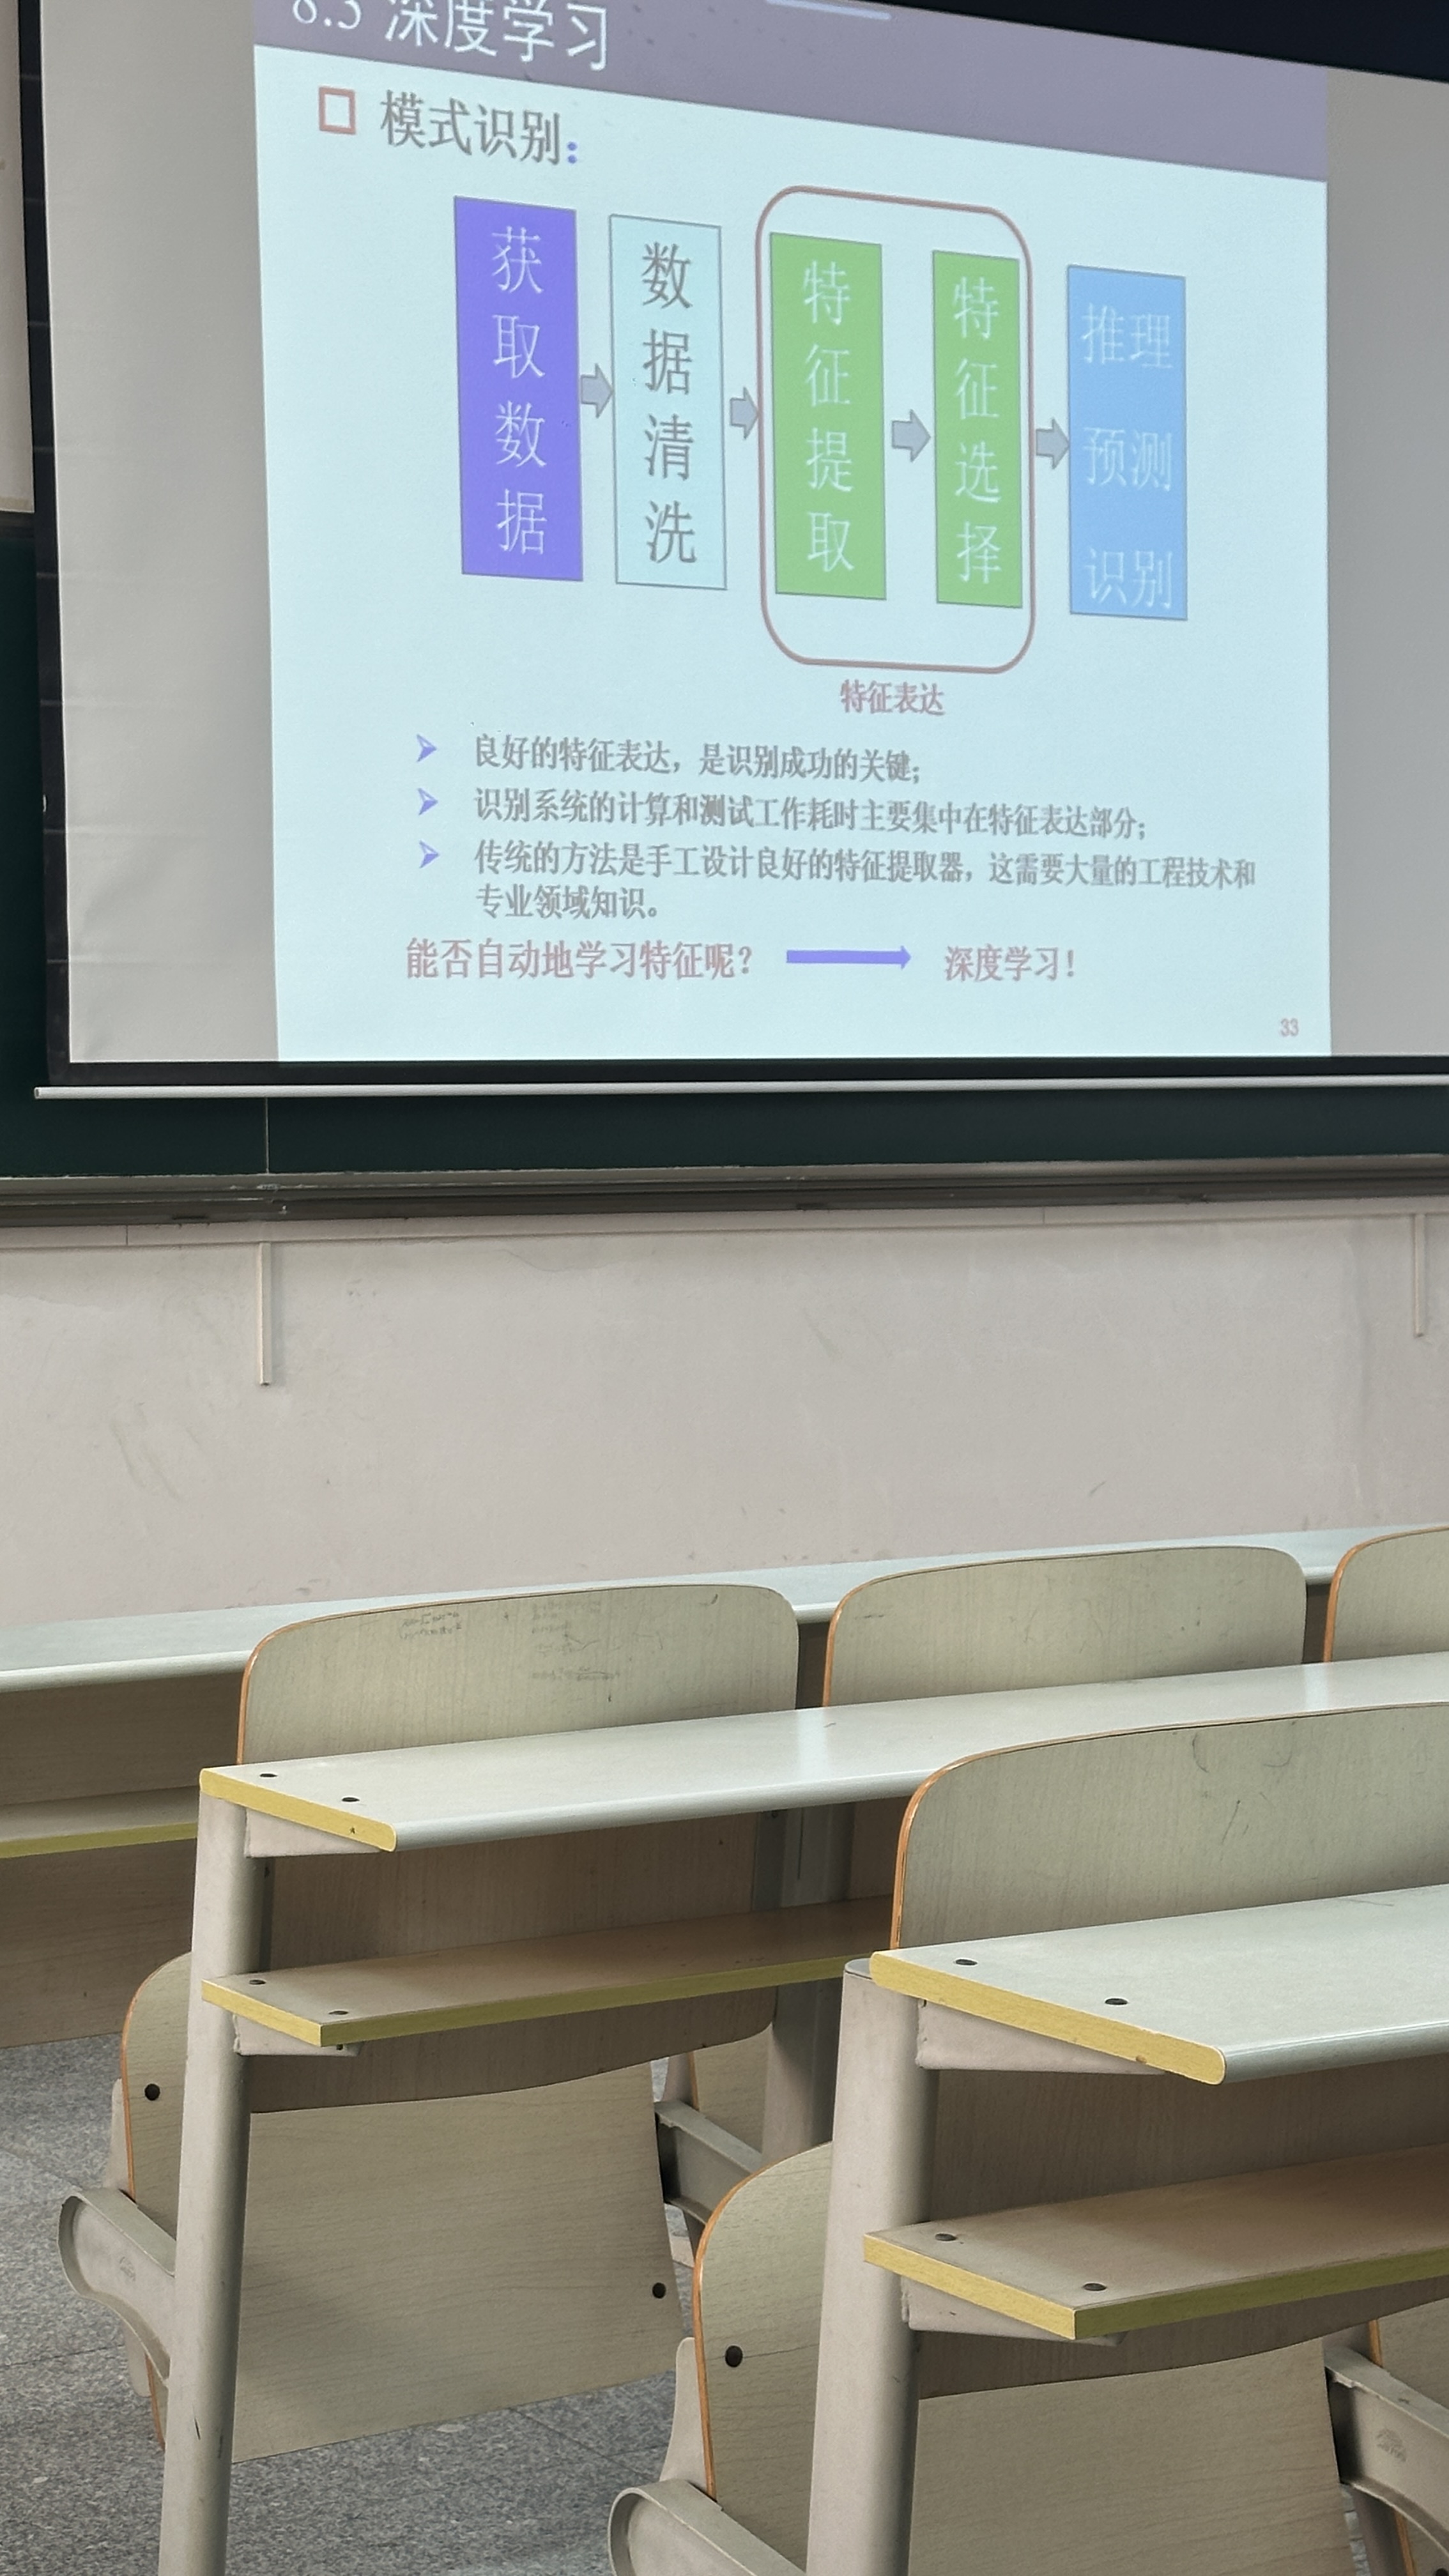 8.3 深度学习
模式识别:
获取数据
数据清洗
特征提取
特征选择
推理
预测
识别
特征表达
良好的特征表达，是识别成功的关键；
识别系统的计算和测试工作耗时主要集中在特征表达部分；
传统的方法是手工设计良好的特征提取器，这需要大量的工程技术和
专业领域知识。
能否自动地学习特征呢？ 深度学习！
33